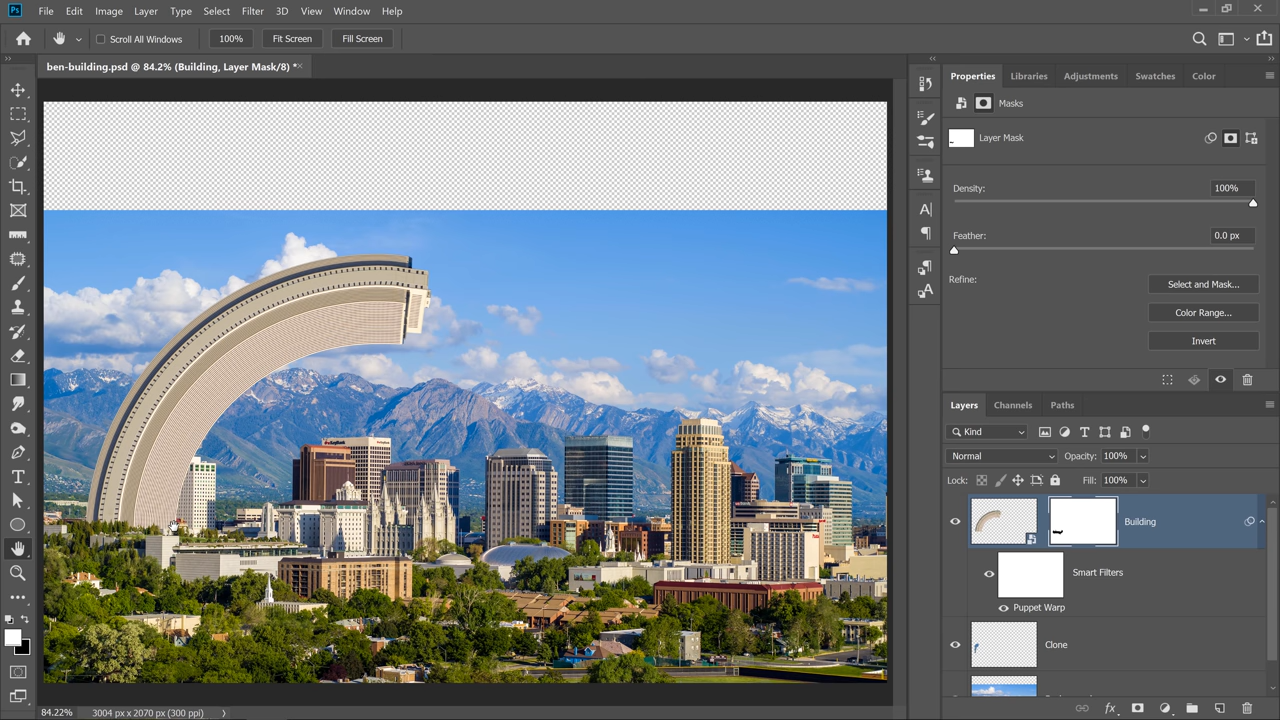 Ps File Edit Image Layer Type Select Filter 3D View Window Help
Scroll All Windows 100% Fit Screen Fill Screen
ben-building.psd @ 84.2% (Building, Layer Mask/8) *
Properties Libraries Adjustments Swatches Color
Masks
Layer Mask
Density: 100%
Feather: 0.0 px
Refine: Select and Mask...
Color Range...
Invert
Layers Channels Paths
Kind
Normal Opacity: 100%
Lock: Fill: 100%
Building
Smart Filters
Puppet Warp
Clone
84.22% 3004 px x 2070 px (300 ppi)